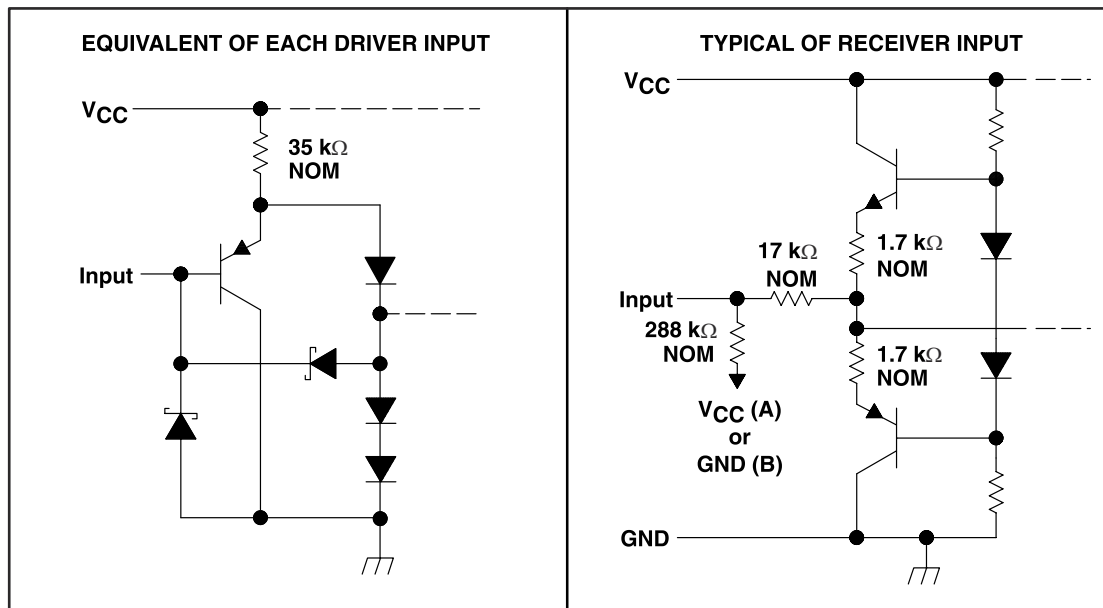 EQUIVALENT OF EACH DRIVER INPUT
VCC
35 kΩ
NOM
Input
TYPICAL OF RECEIVER INPUT
VCC
17 kΩ
NOM
1.7 kΩ
NOM
Input
288 kΩ
NOM
1.7 kΩ
NOM
VCC (A)
or
GND (B)
GND